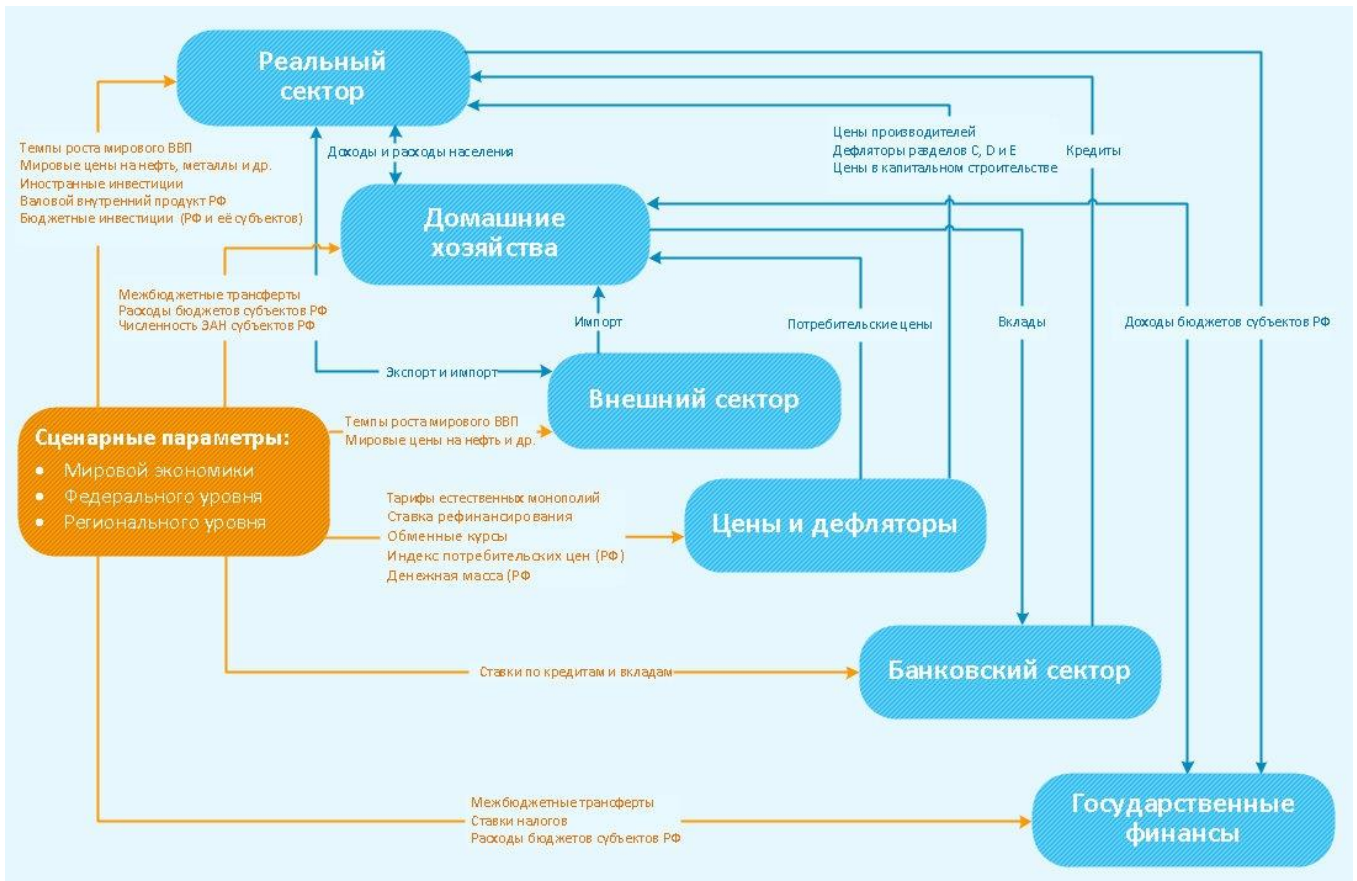 Реальный
сектор
Темпы роста мирового ВВП
Мировые цены на нефть, металлы и др.
Иностранные инвестиции
Валовой внутренний продукт РФ
Бюджетные инвестиции (РФ и её субъектов)
Доходы и расходы населения
Цены производителей
Дефляторы разделов C, D и E
Цены в капитальном строительстве
Кредиты
Домашние
хозяйства
Межбюджетные трансферты
Расходы бюджетов субъектов РФ
Численность ЭАН субъектов РФ
Импорт
Потребительские цены
Вклады
Доходы бюджетов субъектов РФ
Экспорт и импорт
Внешний сектор
Темпы роста мирового ВВП
Мировые цены на нефть и др.
Сценарные параметры:
• Мировой экономики
• Федерального уровня
• Регионального уровня
Тарифы естественных монополий
Ставка рефинансирования
Обменные курсы
Индекс потребительских цен (РФ)
Денежная масса (РФ
Цены и дефляторы
Ставки по кредитам и вкладам
Банковский сектор
Межбюджетные трансферты
Ставки налогов
Расходы бюджетов субъектов РФ
Государственные
финансы